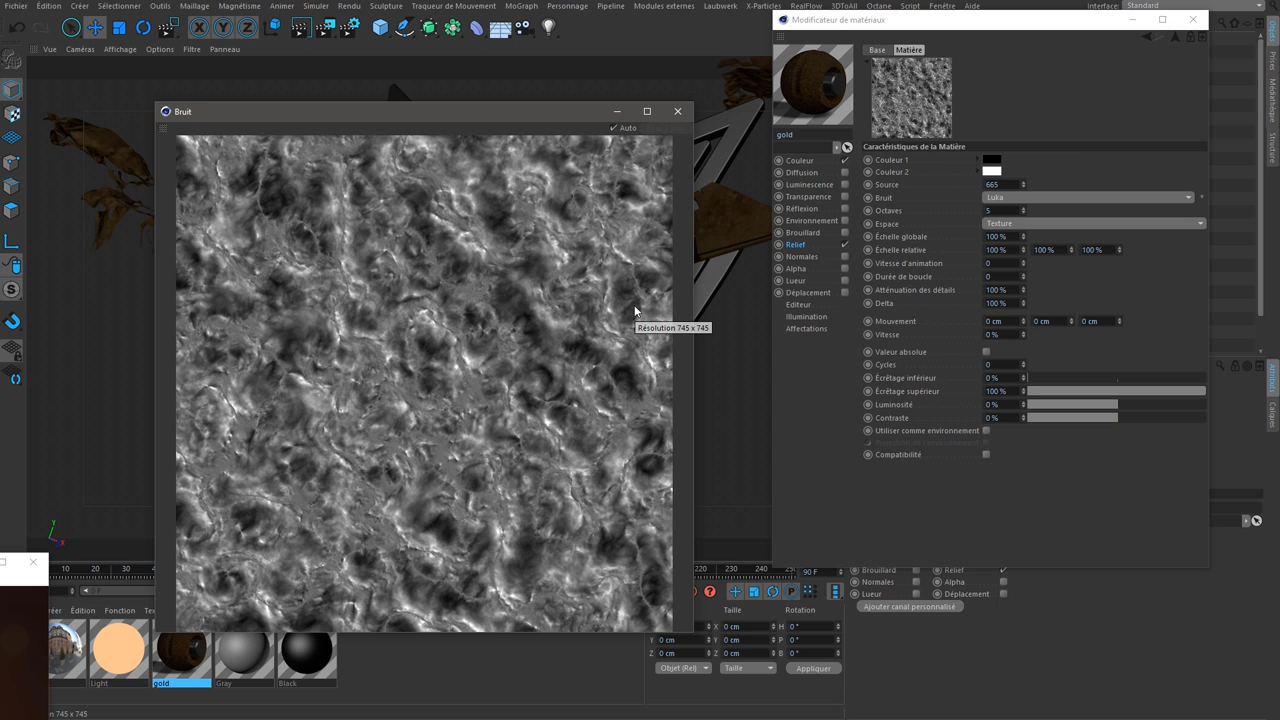 Fichier Éditer Créer Sélectionner Outils Maillage Magnétisme Animer Simuler Rendu Sculpture Traqueur de Mouvement MoGraph Personnage Pipeline Modules Externes Laubwerk X-Particles RealFlow 3DToAll Octane Script Fenêtre Aide Interface: Standard
Modificateur de matériaux
Vue Caméras Affichage Options Filtre Panneau
Base Matière
Bruit
Auto
gold
Caractéristiques de la Matière
Couleur
Couleur 1
Diffusion
Couleur 2
Luminescence
Source 665
Transparence
Bruit Luka
Réflexion
Octaves 5
Environnement
Espace Texture
Brouillard
Échelle globale 100 %
Relief
Échelle relative 100 % 100 % 100 %
Normales
Vitesse d'animation 0
Alpha
Durée de boucle 0
Lueur
Atténuation des détails 100 %
Déplacement
Delta 100 %
Editeur
Illumination
Mouvement 0 cm 0 cm 0 cm
Affectations
Vitesse 0 %
Résolution 745 x 745
Valeur absolue
Cycles 0
Écrêtage inférieur 0 %
Écrêtage supérieur 100 %
Luminosité 0 %
Contraste 0 %
Utiliser comme environnement
Compatibilité
Objets
Prises
Médiathèque
Structure
Attributs
Calques
Y
X
10 20 30 220 230 240 90 F
Brouillard Relief
Normales Alpha
Lueur Déplacement
Ajouter canal personnalisé
Édition Fonction
Taille Rotation
X 0 cm H 0 °
Y 0 cm Y 0 cm P 0 °
Z 0 cm Z 0 cm B 0 °
Objet (Rel) Taille Appliquer
Light gold Gray Black
n 745 x 745